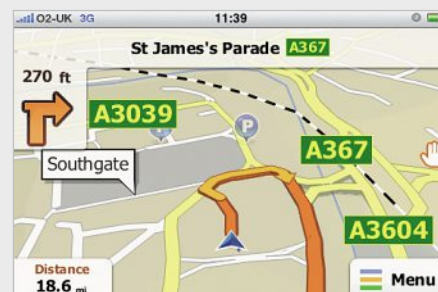 O2-UK 3G 11:39
St James's Parade A367
270 ft
A3039
P
A367
Southgate
A3604
Distance
18.6 mi
Menu